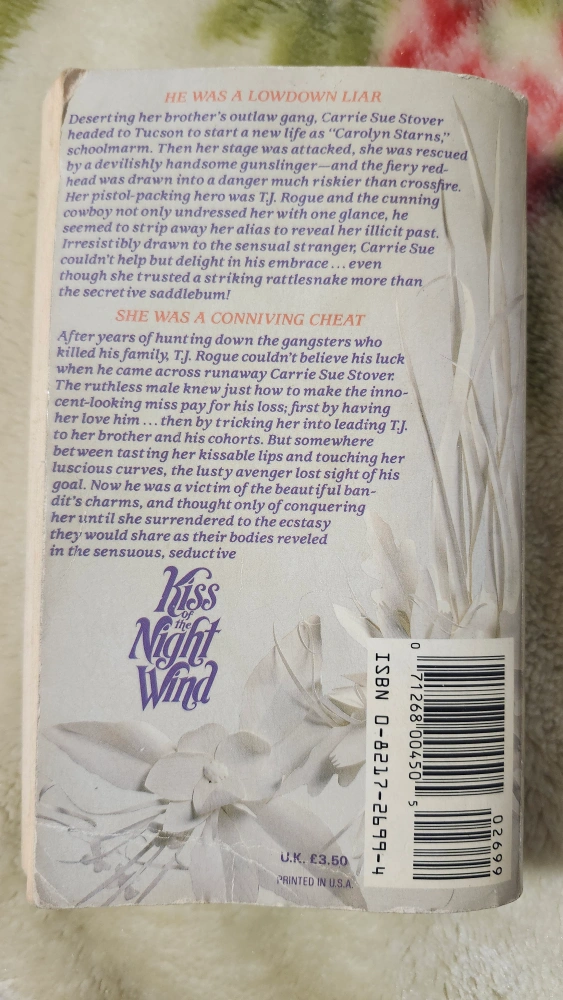 HE WAS A LOWDOWN LIAR
Deserting her brother's outlaw gang, Carrie Sue Stover
headed to Tucson to start a new life as "Carolyn Starns,"
schoolmarm. Then her stage was attacked, she was rescued
by a devilishly handsome gunslinger—and the fiery red-
head was drawn into a danger much riskier than crossfire.
Her pistol-packing hero was T.J. Rogue and the cunning
cowboy not only undressed her with one glance, he
seemed to strip away her alias to reveal her illicit past.
Irresistibly drawn to the sensual stranger, Carrie Sue
couldn't help but delight in his embrace...even
though she trusted a striking rattlesnake more than
the secretive saddlebum!
SHE WAS A CONNIVING CHEAT
After years of hunting down the gangsters who
killed his family, T.J. Rogue couldn't believe his luck
when he came across runaway Carrie Sue Stover.
The ruthless male knew just how to make the inno-
cent-looking miss pay for his loss; first by having
her love him...then by tricking her into leading T.J.
to her brother and his cohorts. But somewhere
between tasting her kissable lips and touching her
luscious curves, the lusty avenger lost sight of his
goal. Now he was a victim of the beautiful ban-
dit's charms, and thought only of conquering
her until she surrendered to the ecstasy
they would share as their bodies reveled
in the sensuous, seductive
Kiss
of the
Night
Wind
ISBN 0-8217-2699-4
0 71268 00450 5
02699
U.K. £3.50
PRINTED IN U.S.A.